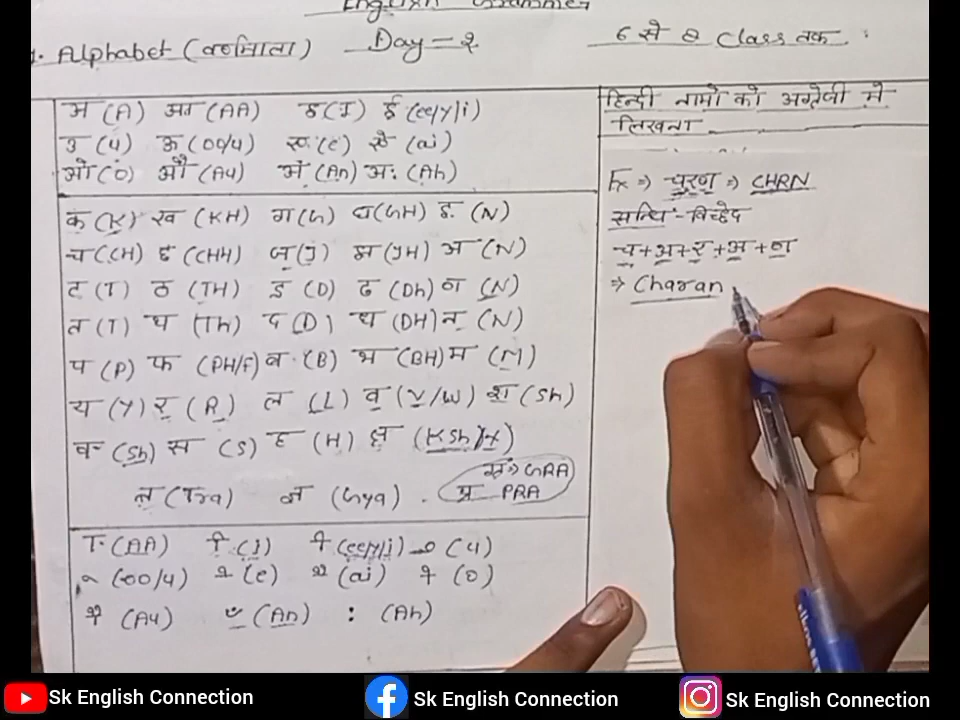 English Grammer
1. Alphabet (वर्णमाला) Day - 2 6 से 8 Class तक :
अ (A) आ (AA) इ (I) ई (ee/y/i)
उ (u) ऊ (oo/u) ए (e) ऐ (ai)
ओ (o) औ (Au) अं (An) अः (Ah)
क (K) ख (KH) ग (G) घ (GH) ङ (N)
च (CH) छ (CHH) ज (J) झ (JH) ञ (N)
ट (T) ठ (TH) ड (D) ढ (Dh) ण (N)
त (T) थ (Th) द (D) ध (DH) न (N)
प (P) फ (PH/f) ब (B) भ (BH) म (M)
य (Y) र (R) ल (L) व (V/W) श (Sh)
ष (Sh) स (S) ह (H) क्ष (Ksh/x)
त्र (Tra) ज्ञ (Gya).
ग्र ⇒ GRA
प्र PRA
ा (AA) ि (I) ी (ee/y/i) ु (u)
ू (oo/u) े (e) ै (ai) ो (o)
ौ (Au) ँ (An) : (Ah)
हिन्दी नामों को अंग्रेजी में
लिखना
Ex ⇒ चरण ⇒ CHRN
सन्धि-विच्छेद
च+अ+र+अ+ण
⇒ Charan
Sk English Connection
Sk English Connection
Sk English Connection